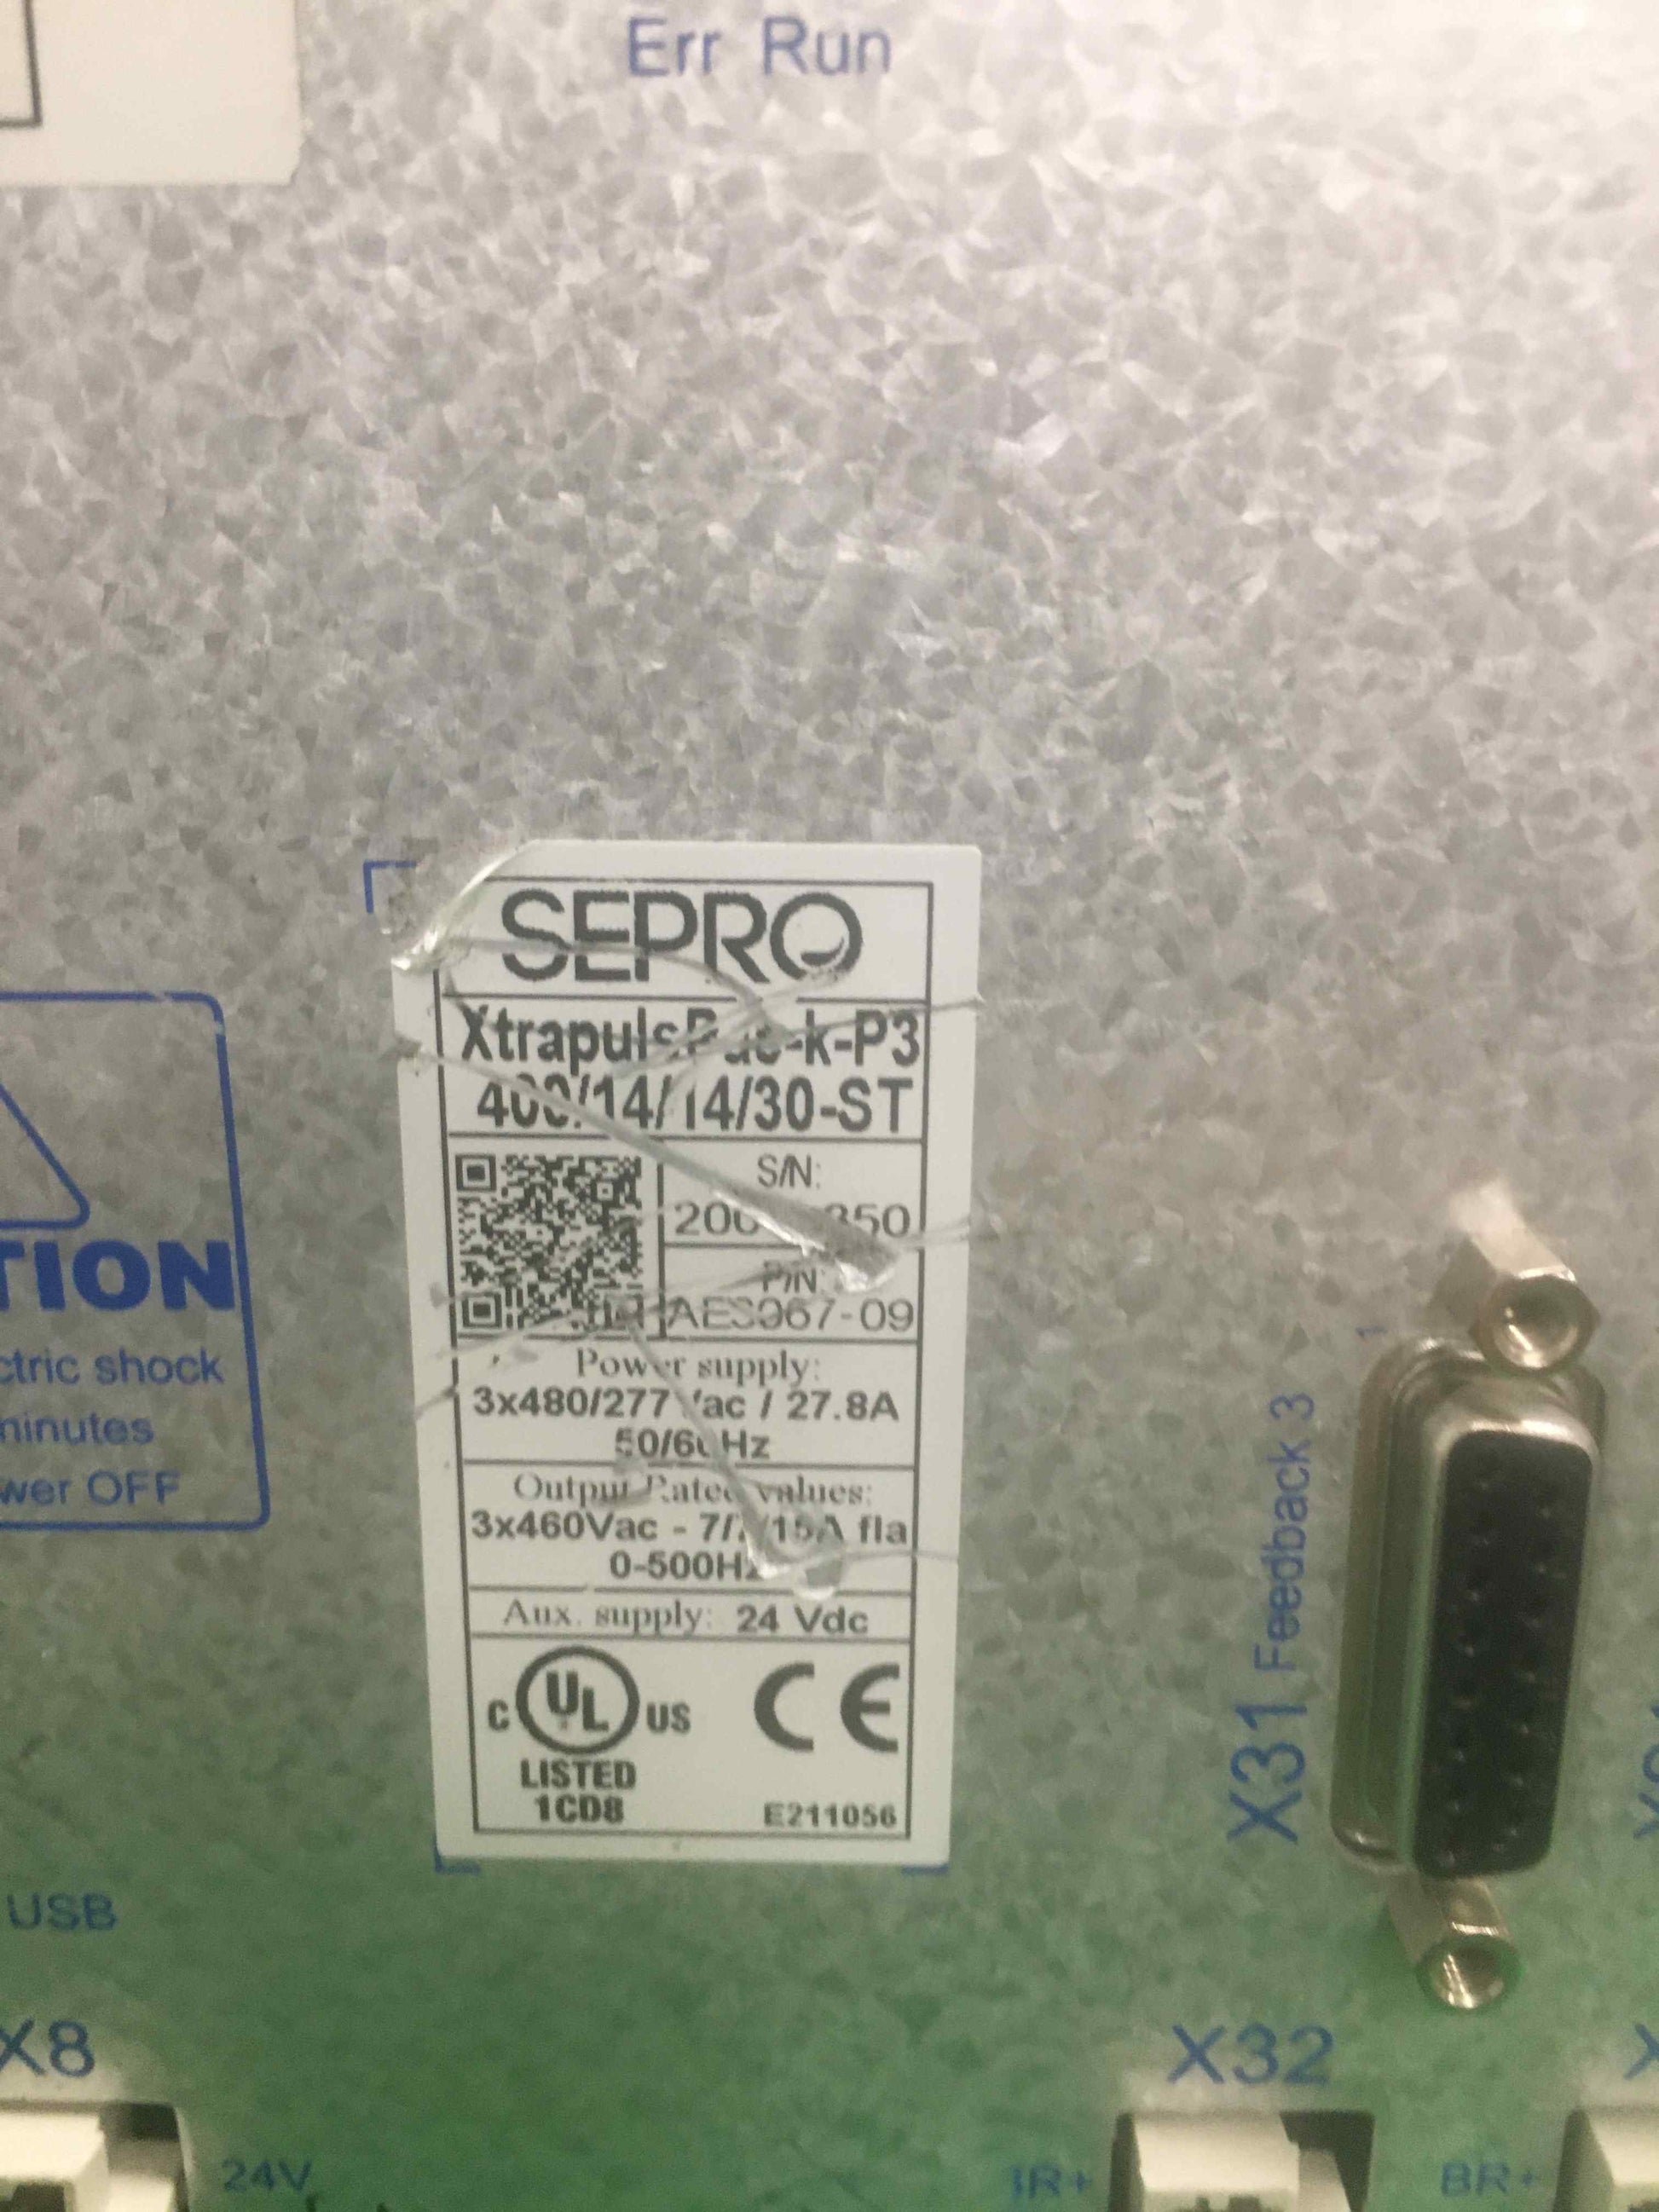 Err Run
SEPRO
XtrapulsPac-k-P3
400/14/14/30-ST
S/N:
P/N:
Power supply:
3x480/277 Vac / 27.8A
50/60Hz
Output Rated values:
3x460Vac - 7/7/15A fla
0-500Hz
Aux. supply: 24 Vdc
C UL US CE
LISTED
1CD8
E211056
TION
ctric shock
minutes
wer OFF
1
X31 Feedback 3
USB
X8
X32
24V
IR+
BR+